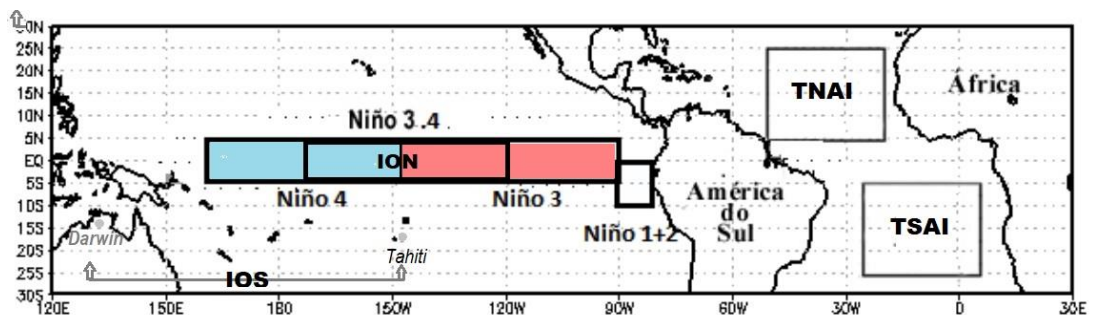 30N
25N
20N
15N
10N
5N
EQ
5S
10S
15S
20S
25S
30S
TNAI
África
Niño 3.4
ION
Niño 4
Niño 3
América
do
Sul
Niño 1+2
TSAI
Darwin
Tahiti
IOS
120E 150E 180 150W 120W 90W 60W 30W 0 30E